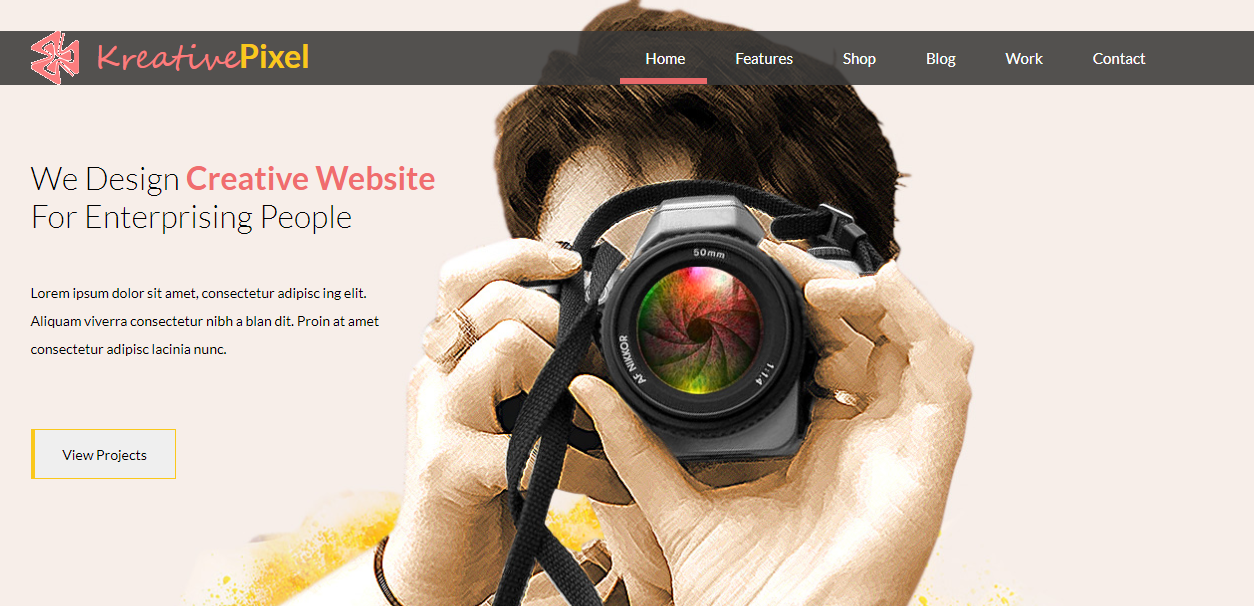 KreativePixel
Home Features Shop Blog Work Contact
We Design Creative Website
For Enterprising People
Lorem ipsum dolor sit amet, consectetur adipisc ing elit.
Aliquam viverra consectetur nibh a blan dit. Proin at amet
consectetur adipisc lacinia nunc.
View Projects
50mm
AF NIKKOR
1:1.4